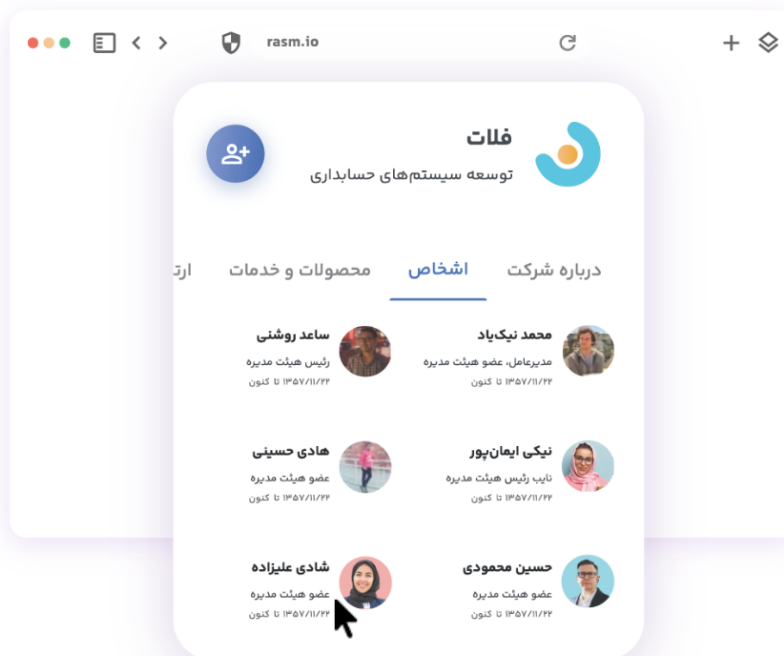 rasm.io
فلات
توسعه سیستم‌های حسابداری
درباره شرکت
اشخاص
محصولات و خدمات
ارت
محمد نیک‌یاد
مدیرعامل، عضو هیئت مدیره
۱۳۵۷/۱۱/۲۲ تا کنون
ساعد روشنی
رئیس هیئت مدیره
۱۳۵۷/۱۱/۲۲ تا کنون
نیکی ایمان‌پور
نایب رئیس هیئت مدیره
۱۳۵۷/۱۱/۲۲ تا کنون
هادی حسینی
عضو هیئت مدیره
۱۳۵۷/۱۱/۲۲ تا کنون
حسین محمودی
عضو هیئت مدیره
۱۳۵۷/۱۱/۲۲ تا کنون
شادی علیزاده
عضو هیئت مدیره
۱۳۵۷/۱۱/۲۲ تا کنون